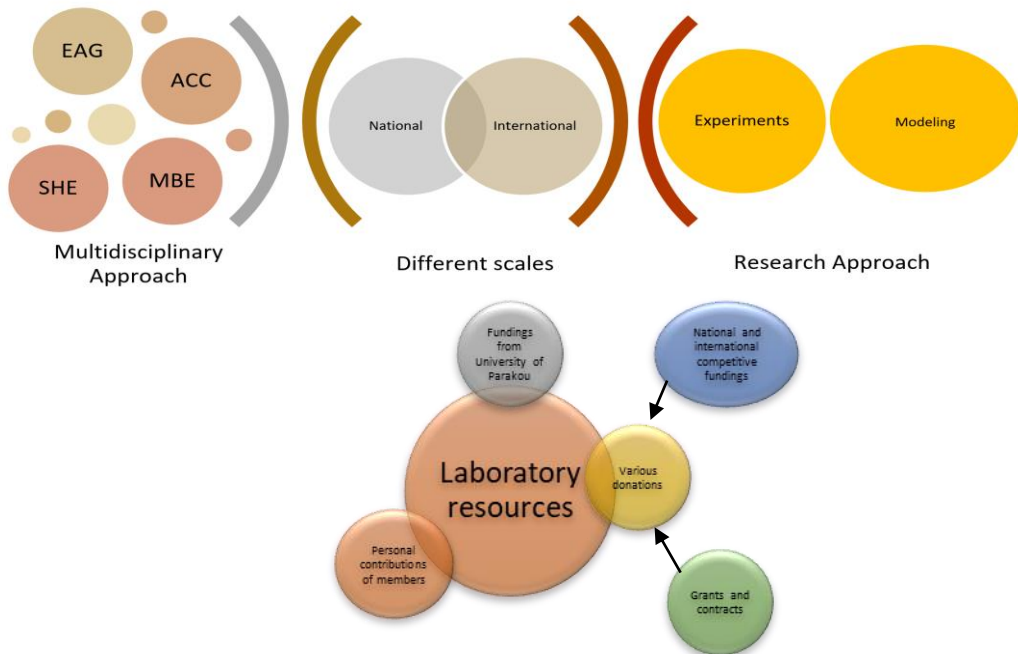 EAG
ACC
SHE
MBE
Multidisciplinary
Approach
National
International
Different scales
Experiments
Modeling
Research Approach
Fundings
from
University of
Parakou
National and
international
competitive
fundings
Laboratory
resources
Various
donations
Personal
contributions
of members
Grants and
contracts